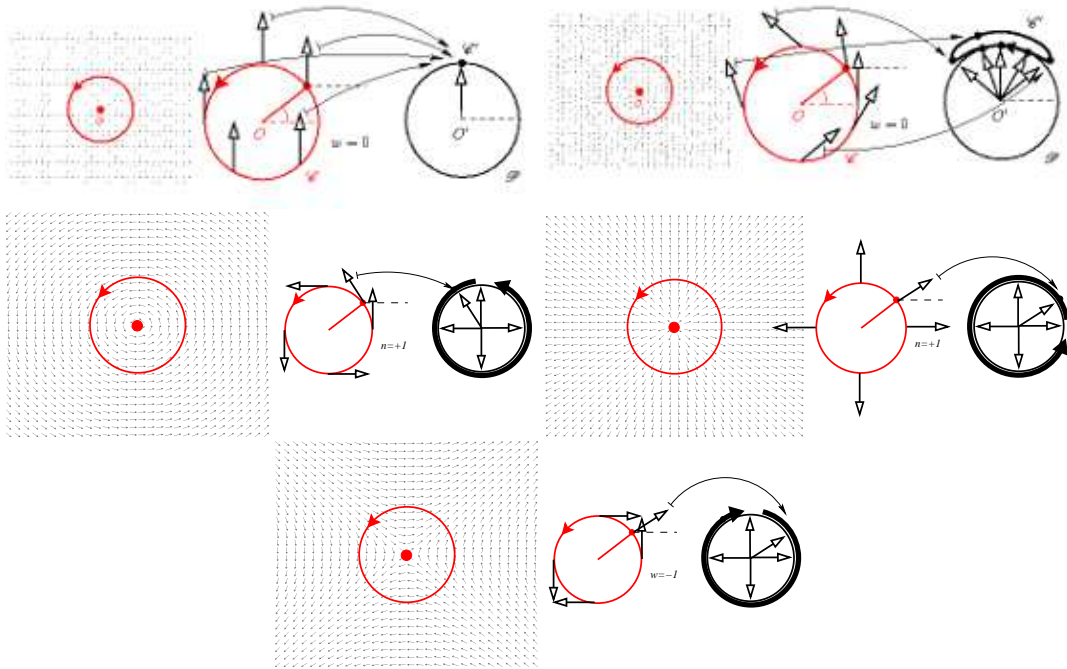 𝒞'
O
w = 0
𝒞
O'
𝒫
𝒞'
O
w = 0
𝒞
O'
𝒫
n=+1
n=+1
w=−1